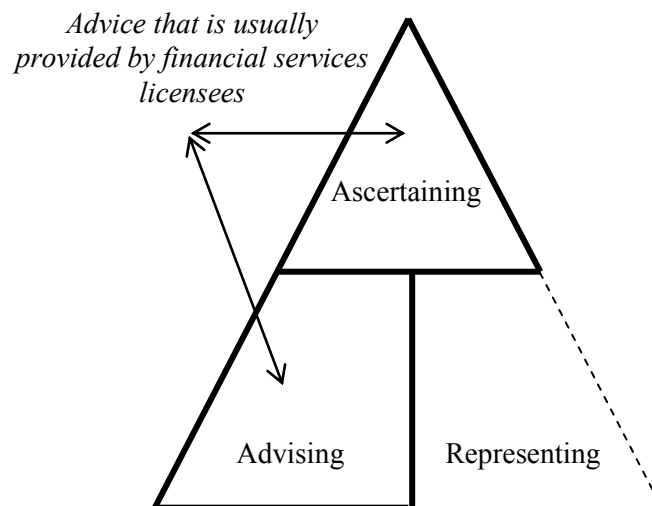 Advice that is usually
provided by financial services
licensees
Ascertaining
Advising
Representing